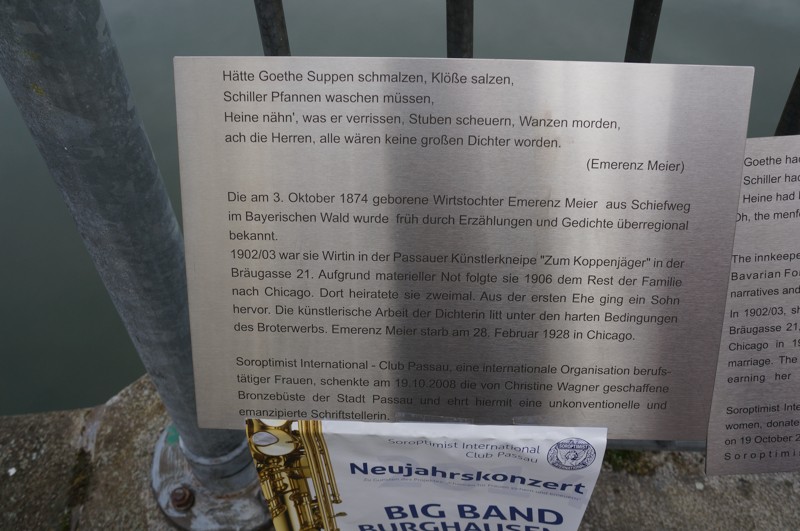 Hätte Goethe Suppen schmalzen, Klöße salzen,
Schiller Pfannen waschen müssen,
Heine nähn', was er verrissen, Stuben scheuern, Wanzen morden,
ach die Herren, alle wären keine großen Dichter worden.
(Emerenz Meier)
Die am 3. Oktober 1874 geborene Wirtstochter Emerenz Meier aus Schiefweg
im Bayerischen Wald wurde früh durch Erzählungen und Gedichte überregional
bekannt.
1902/03 war sie Wirtin in der Passauer Künstlerkneipe "Zum Koppenjäger" in der
Bräugasse 21. Aufgrund materieller Not folgte sie 1906 dem Rest der Familie
nach Chicago. Dort heiratete sie zweimal. Aus der ersten Ehe ging ein Sohn
hervor. Die künstlerische Arbeit der Dichterin litt unter den harten Bedingungen
des Broterwerbs. Emerenz Meier starb am 28. Februar 1928 in Chicago.
Soroptimist International - Club Passau, eine internationale Organisation berufs-
tätiger Frauen, schenkte am 19.10.2008 die von Christine Wagner geschaffene
Bronzebüste der Stadt Passau und ehrt hiermit eine unkonventionelle und
emanzipierte Schriftstellerin.
Goethe
Schiller
Heine had
Oh, the
The
Bavarian
narratives and
In 1902/03,
Bräugasse 21
Chicago in
marriage. The
earning her
Soroptimist
women,
on 19 October
Soroptimist International
Club Passau
Neujahrskonzert
BIG BAND
BURGHAUSEN